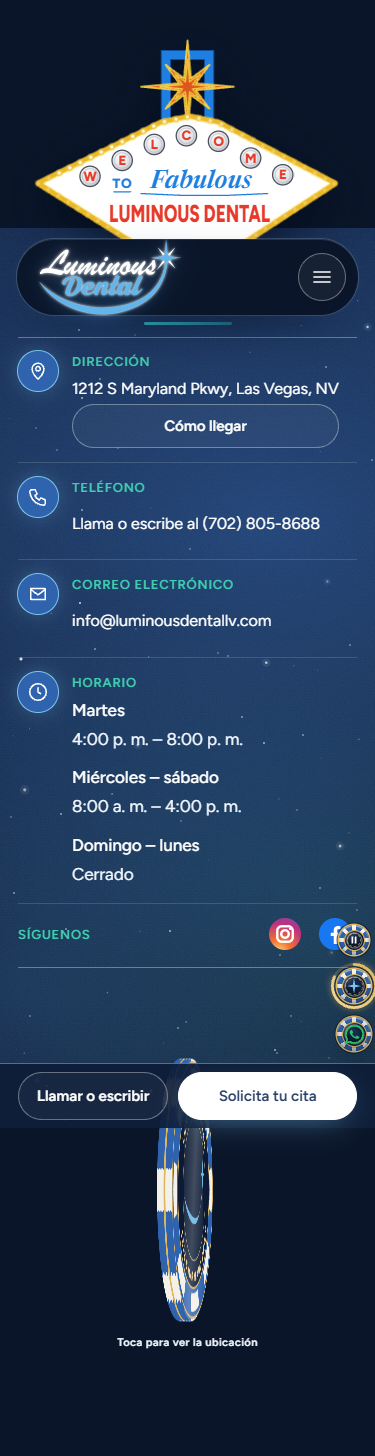 WELCOME
TO Fabulous
LUMINOUS DENTAL
Luminous
Dental
DIRECCIÓN
1212 S Maryland Pkwy, Las Vegas, NV
Cómo llegar
TELÉFONO
Llama o escribe al (702) 805-8688
CORREO ELECTRÓNICO
info@luminousdentallv.com
HORARIO
Martes
4:00 p. m. – 8:00 p. m.
Miércoles – sábado
8:00 a. m. – 4:00 p. m.
Domingo – lunes
Cerrado
SÍGUENOS
Llamar o escribir
Solicita tu cita
Toca para ver la ubicación